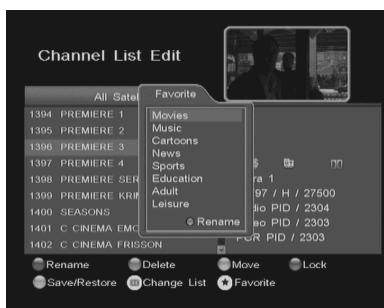 Channel List Edit
All Satel
Favorite
1394 PREMIERE 1
1395 PREMIERE 2
1396 PREMIERE 3
1397 PREMIERE 4
1398 PREMIERE SER
1399 PREMIERE KRI
1400 SEASONS
1401 C CINEMA EMO
1402 C CINEMA FRISSON
Movies
Music
Cartoons
News
Sports
Education
Adult
Leisure
Rename
$
ra 1
97 / H / 27500
dio PID / 2304
eo PID / 2303
PCR PID / 2303
Rename Delete Move Lock
Save/Restore Change List Favorite